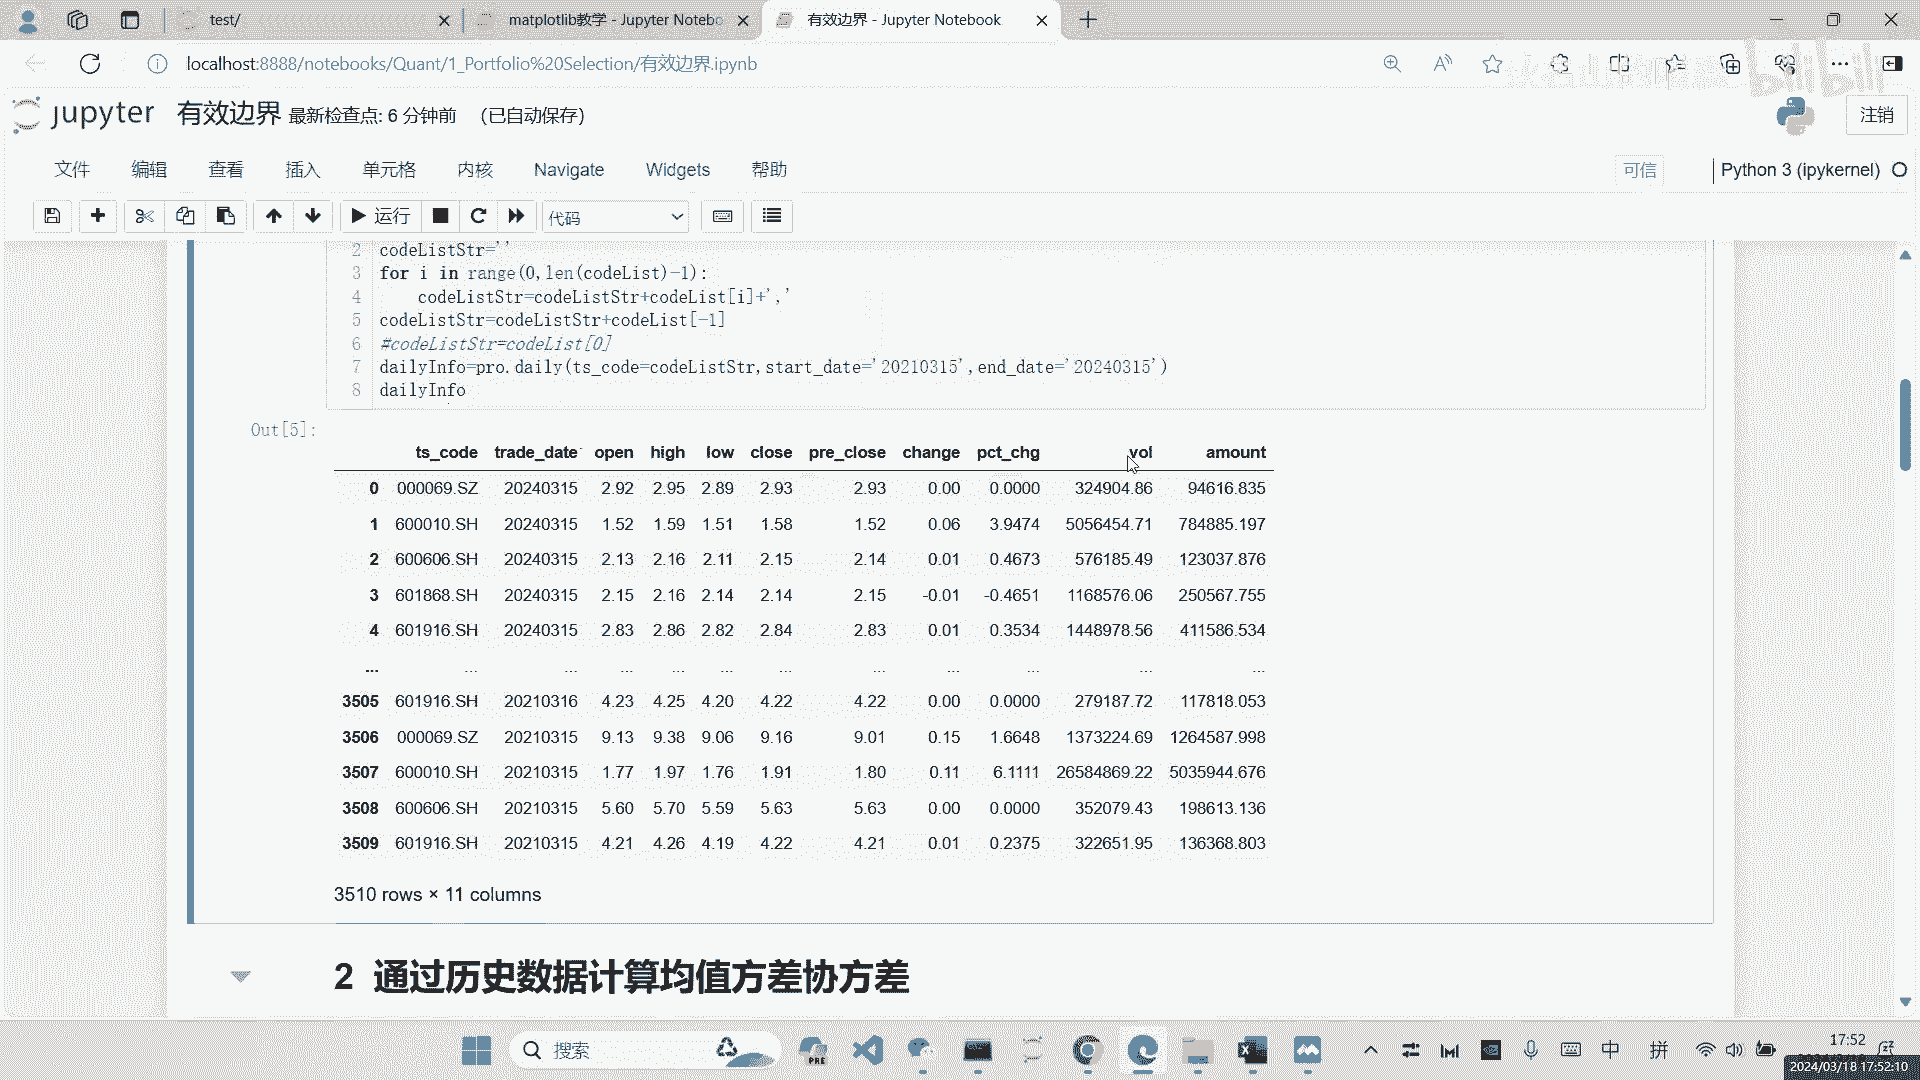 test/
matplotlib教学 - Jupyter Notebo
有效边界 - Jupyter Notebook
localhost:8888/notebooks/Quant/1_Portfolio%20Selection/有效边界.ipynb
bilibili
jupyter 有效边界 最新检查点: 6 分钟前 (已自动保存)
注销
文件 编辑 查看 插入 单元格 内核 Navigate Widgets 帮助
可信 Python 3 (ipykernel)
运行 代码
2 codeListStr=''
3 for i in range(0,len(codeList)-1):
4 codeListStr=codeListStr+codeList[i]+','
5 codeListStr=codeListStr+codeList[-1]
6 #codeListStr=codeList[0]
7 dailyInfo=pro.daily(ts_code=codeListStr,start_date='20210315',end_date='20240315')
8 dailyInfo
Out[5]:
ts_code trade_date open high low close pre_close change pct_chg vol amount
0 000069.SZ 20240315 2.92 2.95 2.89 2.93 2.93 0.00 0.0000 324904.86 94616.835
1 600010.SH 20240315 1.52 1.59 1.51 1.58 1.52 0.06 3.9474 5056454.71 784885.197
2 600606.SH 20240315 2.13 2.16 2.11 2.15 2.14 0.01 0.4673 576185.49 123037.876
3 601868.SH 20240315 2.15 2.16 2.14 2.14 2.15 -0.01 -0.4651 1168576.06 250567.755
4 601916.SH 20240315 2.83 2.86 2.82 2.84 2.83 0.01 0.3534 1448978.56 411586.534
... ... ... ... ... ... ... ... ... ... ... ...
3505 601916.SH 20210316 4.23 4.25 4.20 4.22 4.22 0.00 0.0000 279187.72 117818.053
3506 000069.SZ 20210315 9.13 9.38 9.06 9.16 9.01 0.15 1.6648 1373224.69 1264587.998
3507 600010.SH 20210315 1.77 1.97 1.76 1.91 1.80 0.11 6.1111 26584869.22 5035944.676
3508 600606.SH 20210315 5.60 5.70 5.59 5.63 5.63 0.00 0.0000 352079.43 198613.136
3509 601916.SH 20210315 4.21 4.26 4.19 4.22 4.21 0.01 0.2375 322651.95 136368.803
3510 rows × 11 columns
2 通过历史数据计算均值方差协方差
搜索
PRE
中 拼
17:52
2024/03/18 17:52:10